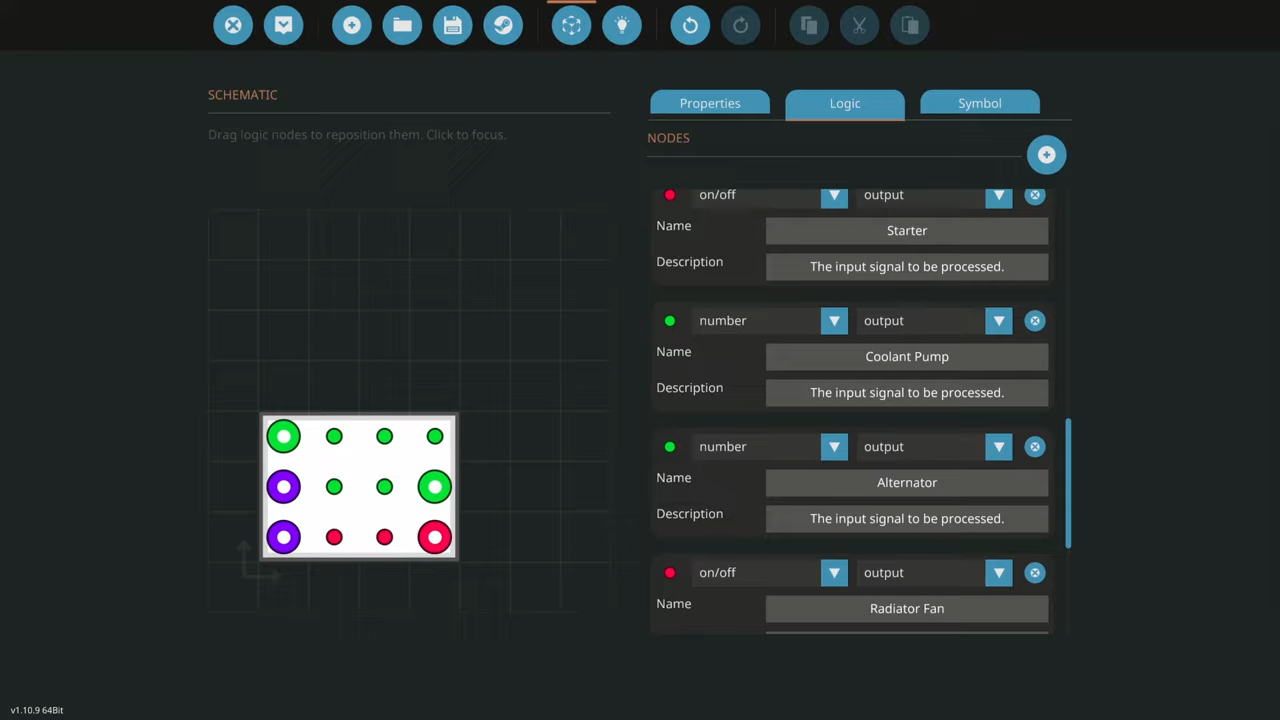 SCHEMATIC
Drag logic nodes to reposition them. Click to focus.
Properties
Logic
Symbol
NODES
on/off
output
Name
Starter
Description
The input signal to be processed.
number
output
Name
Coolant Pump
Description
The input signal to be processed.
number
output
Name
Alternator
Description
The input signal to be processed.
on/off
output
Name
Radiator Fan
v1.10.9 64Bit